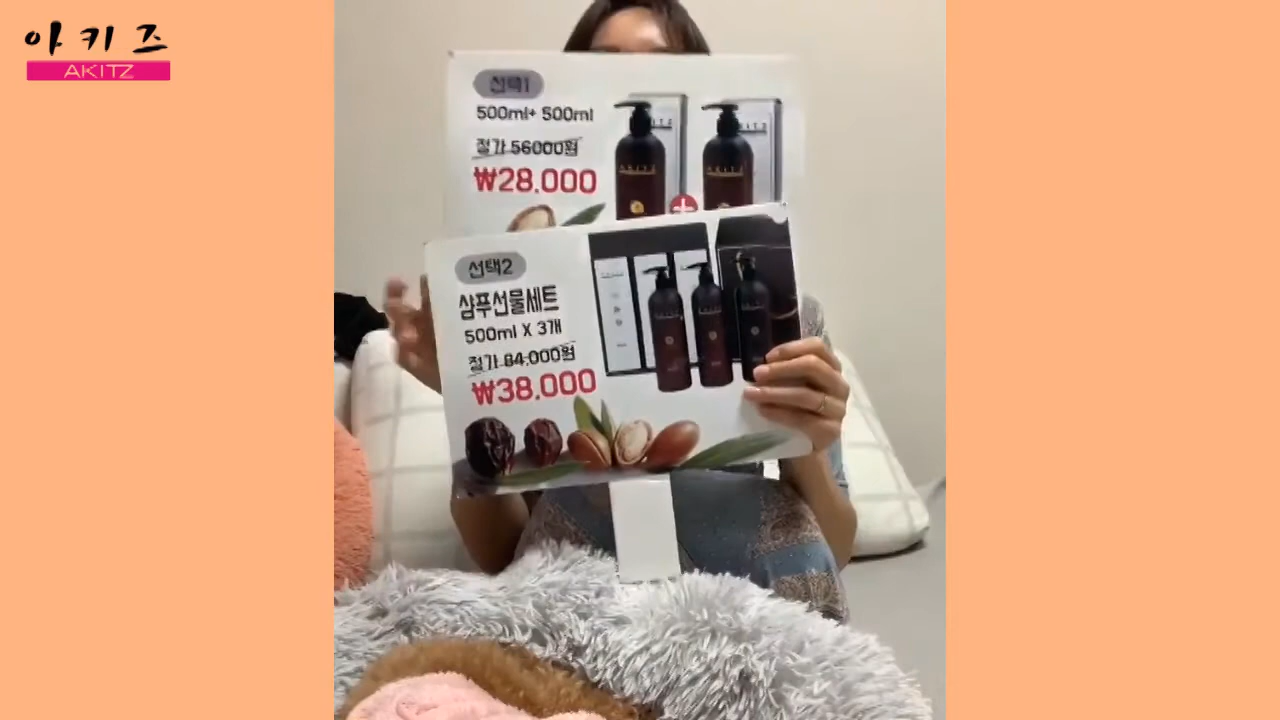 아키즈
AKITZ
선택1
500ml+ 500ml
정가 56000원
₩28,000
선택2
샴푸선물세트
500ml X 3개
정가 84,000원
₩38,000